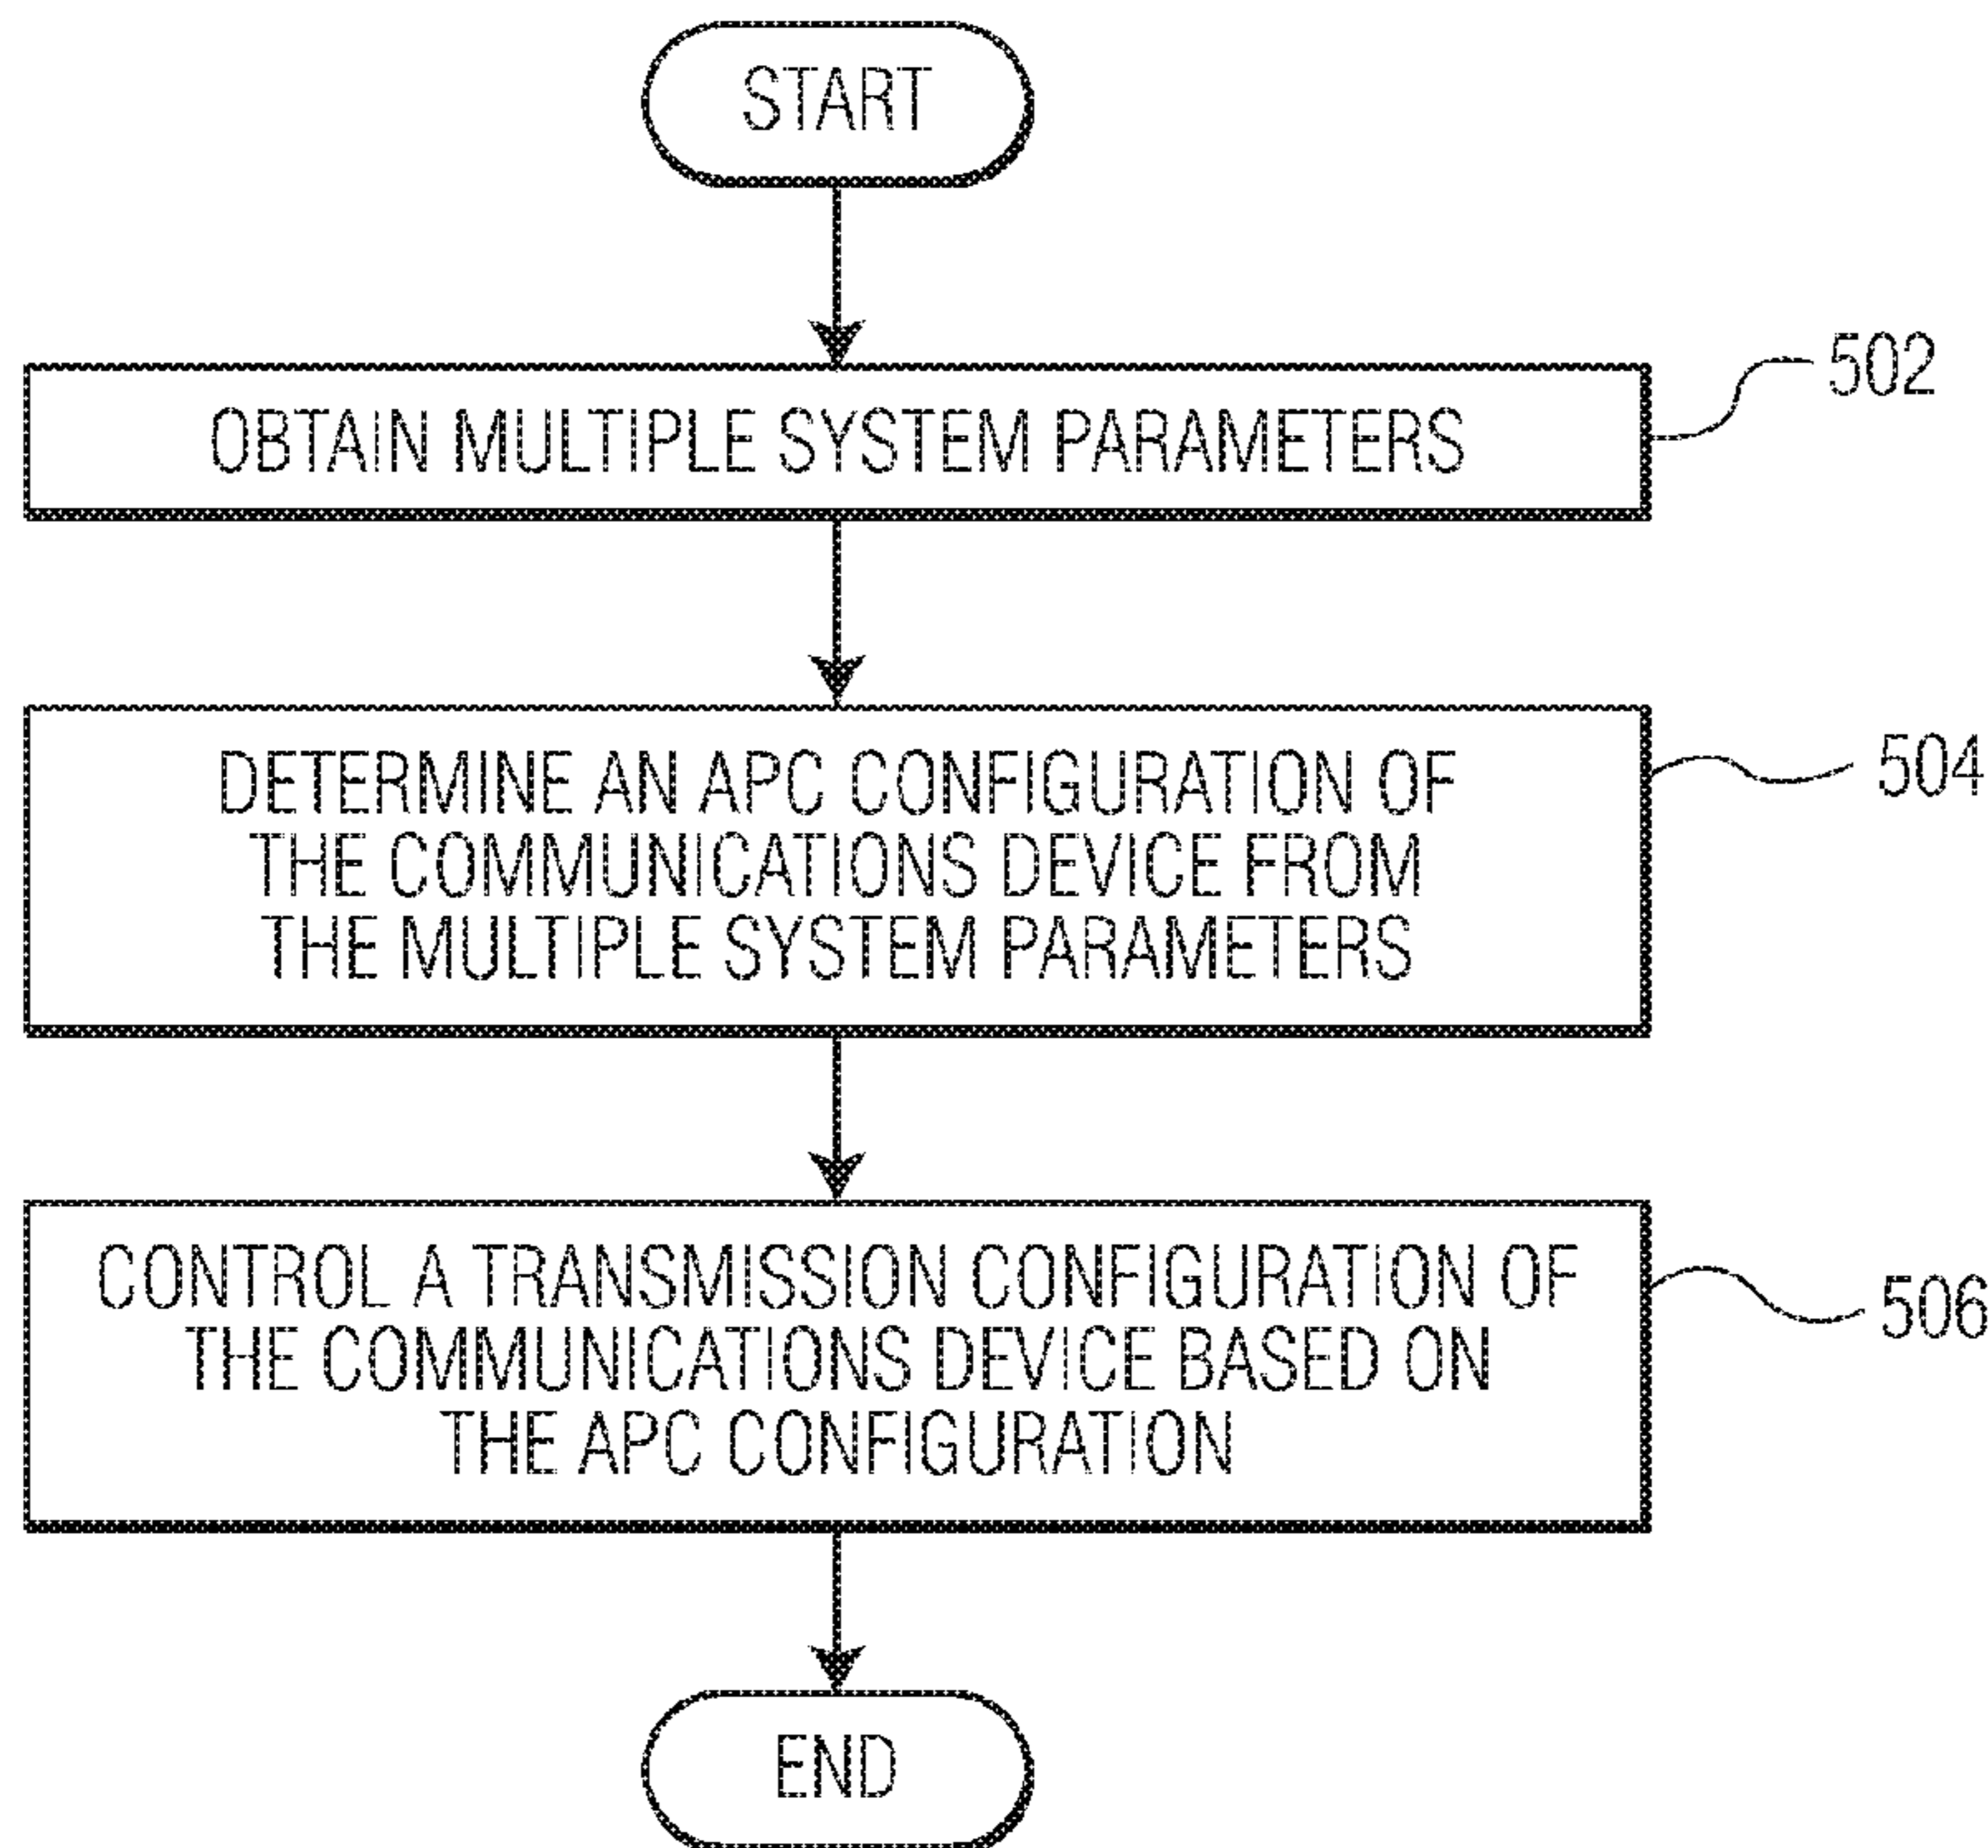 START
OBTAIN MULTIPLE SYSTEM PARAMETERS
502
DETERMINE AN APC CONFIGURATION OF
THE COMMUNICATIONS DEVICE FROM
THE MULTIPLE SYSTEM PARAMETERS
504
CONTROL A TRANSMISSION CONFIGURATION OF
THE COMMUNICATIONS DEVICE BASED ON
THE APC CONFIGURATION
506
END